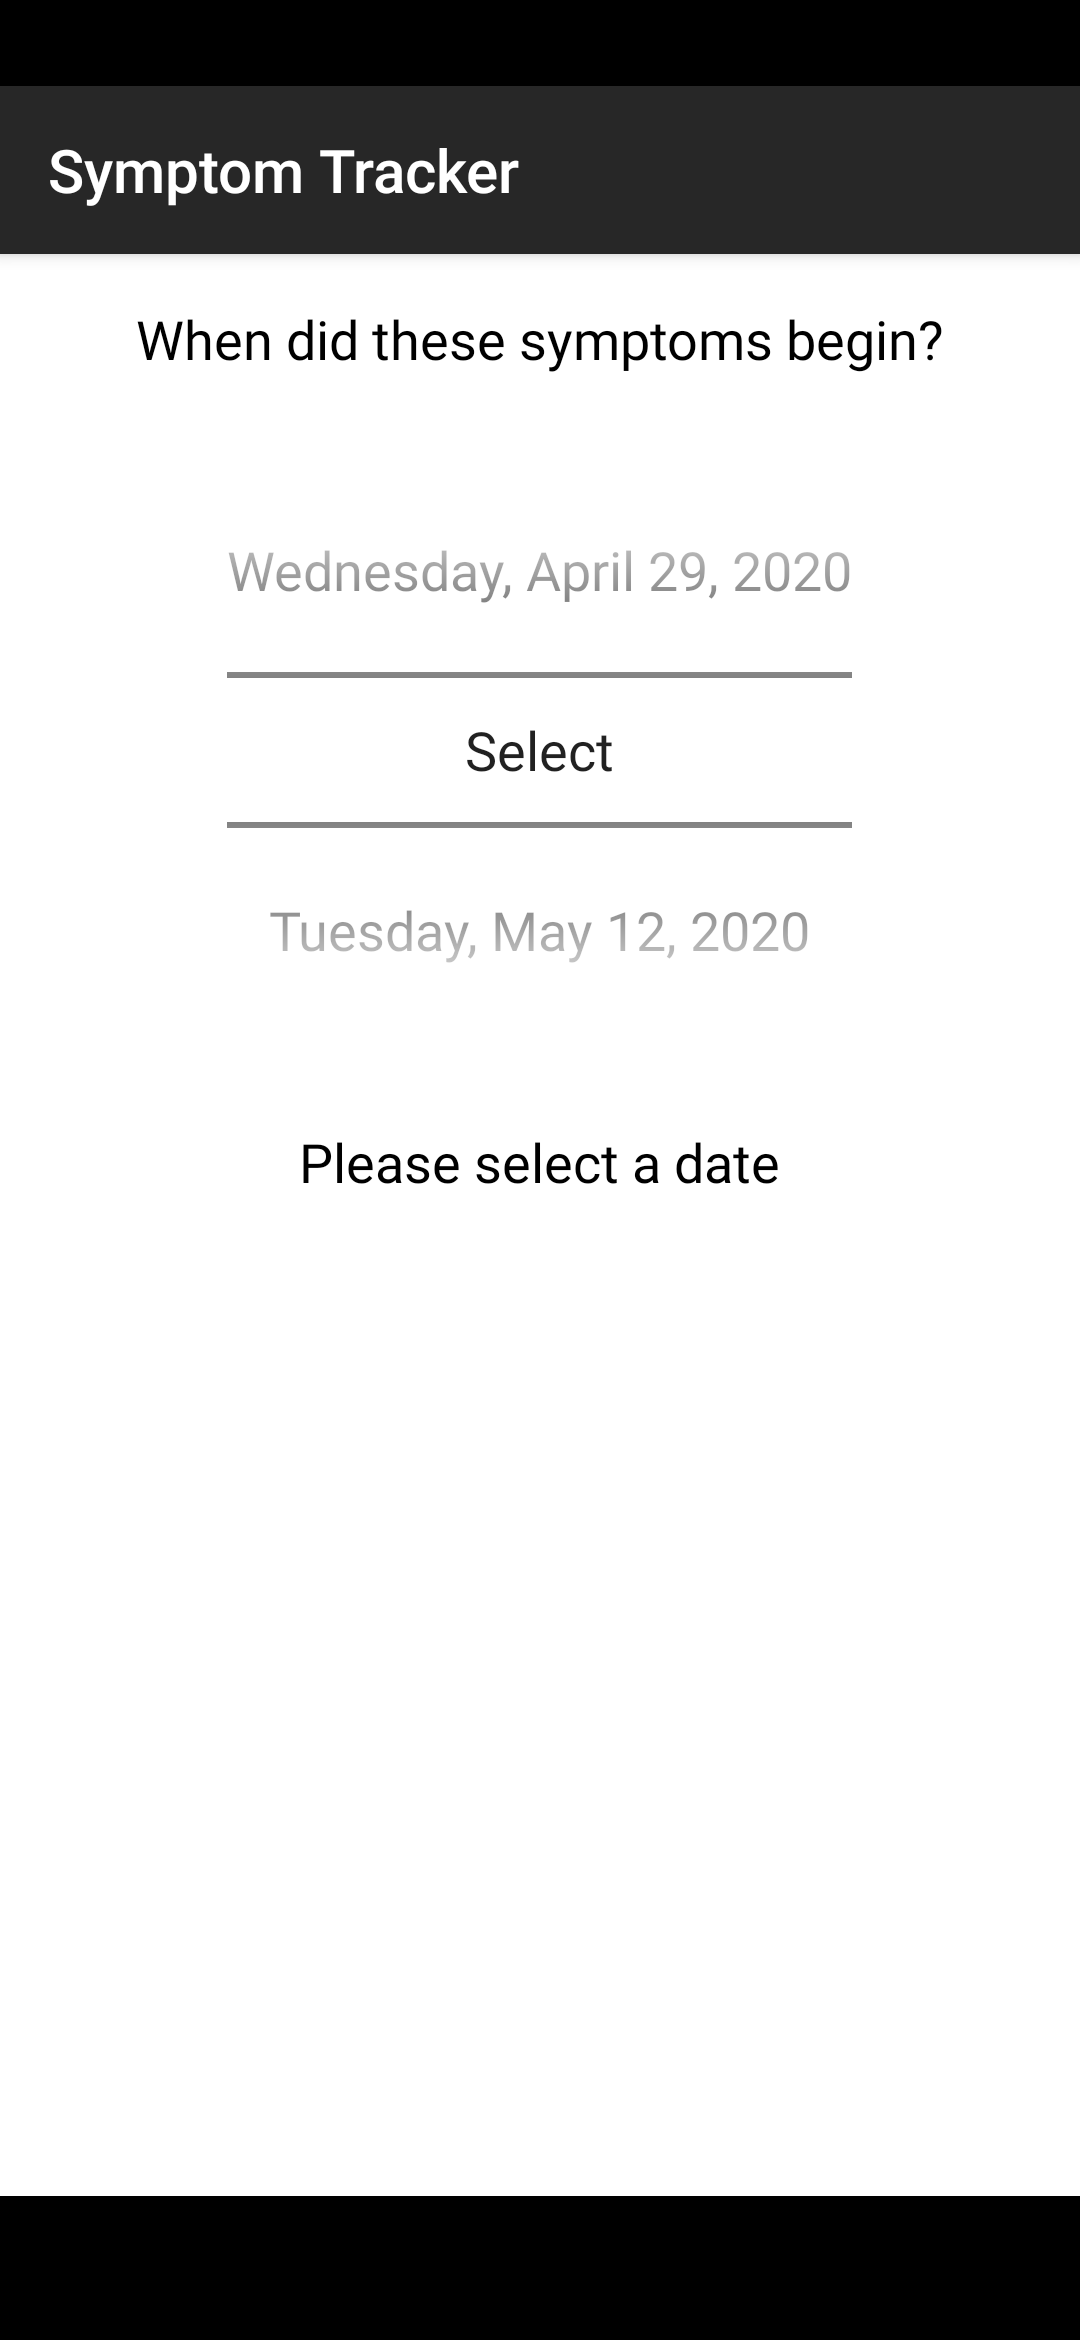 Symptom Tracker
When did these symptoms begin?
Wednesday, April 29, 2020
Select
Tuesday, May 12, 2020
Please select a date